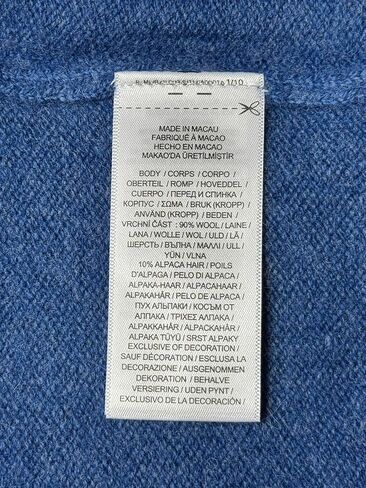 1/10
MADE IN MACAU
FABRIQUÉ À MACAO
HECHO EN MACAO
MAKAO'DA ÜRETİLMİŞTİR
BODY / CORPS / CORPO /
OBERTEIL / ROMP / HOVEDDEL /
CUERPO / ПЕРЕД И СПИНКА /
КОРПУС / ΣΩΜΑ / BRUK (KROPP) /
ANVÄND (KROPP) / BEDEN /
VRCHNÍ ČÁST : 90% WOOL / LAINE /
LANA / WOLLE / WOL / ULD / LÃ /
ШЕРСТЬ / ВЪЛНА / ΜΑΛΛΙ / ULL /
YÜN / VLNA
10% ALPACA HAIR / POILS
D'ALPAGA / PELO DI ALPACA /
ALPAKA-HAAR / ALPACAHAAR /
ALPAKAHÅR / PELO DE ALPACA /
ПУХ АЛЬПАКИ / КОСЪМ ОТ
АЛПАКА / ΤΡΙΧΕΣ ΑΛΠΑΚΑ /
ALPAKKAHÅR / ALPACKAHÅR /
ALPAKA TÜYÜ / SRST ALPAKY
EXCLUSIVE OF DECORATION /
SAUF DÉCORATION / ESCLUSA LA
DECORAZIONE / AUSGENOMMEN
DEKORATION / BEHALVE
VERSIERING / UDEN PYNT /
EXCLUSIVO DE DECORACIÓN /